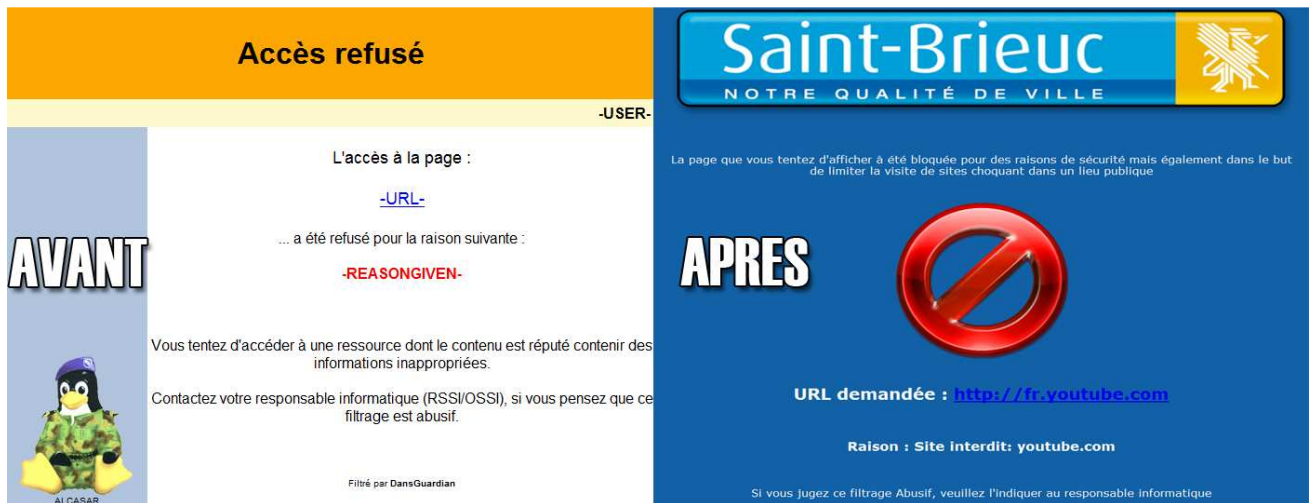 Accès refusé
-USER-
L'accès à la page :
-URL-
... a été refusé pour la raison suivante :
-REASONGIVEN-
AVANT
Vous tentez d'accéder à une ressource dont le contenu est réputé contenir des
informations inappropriées.
Contactez votre responsable informatique (RSSI/OSSI), si vous pensez que ce
filtrage est abusif.
Filtré par DansGuardian
ALCASAR
Saint-Brieuc
NOTRE QUALITÉ DE VILLE
La page que vous tentez d'afficher à été bloquée pour des raisons de sécurité mais également dans le but
de limiter la visite de sites choquant dans un lieu publique
APRES
URL demandée : http://fr.youtube.com
Raison : Site interdit: youtube.com
Si vous jugez ce filtrage Abusif, veuillez l'indiquer au responsable informatique